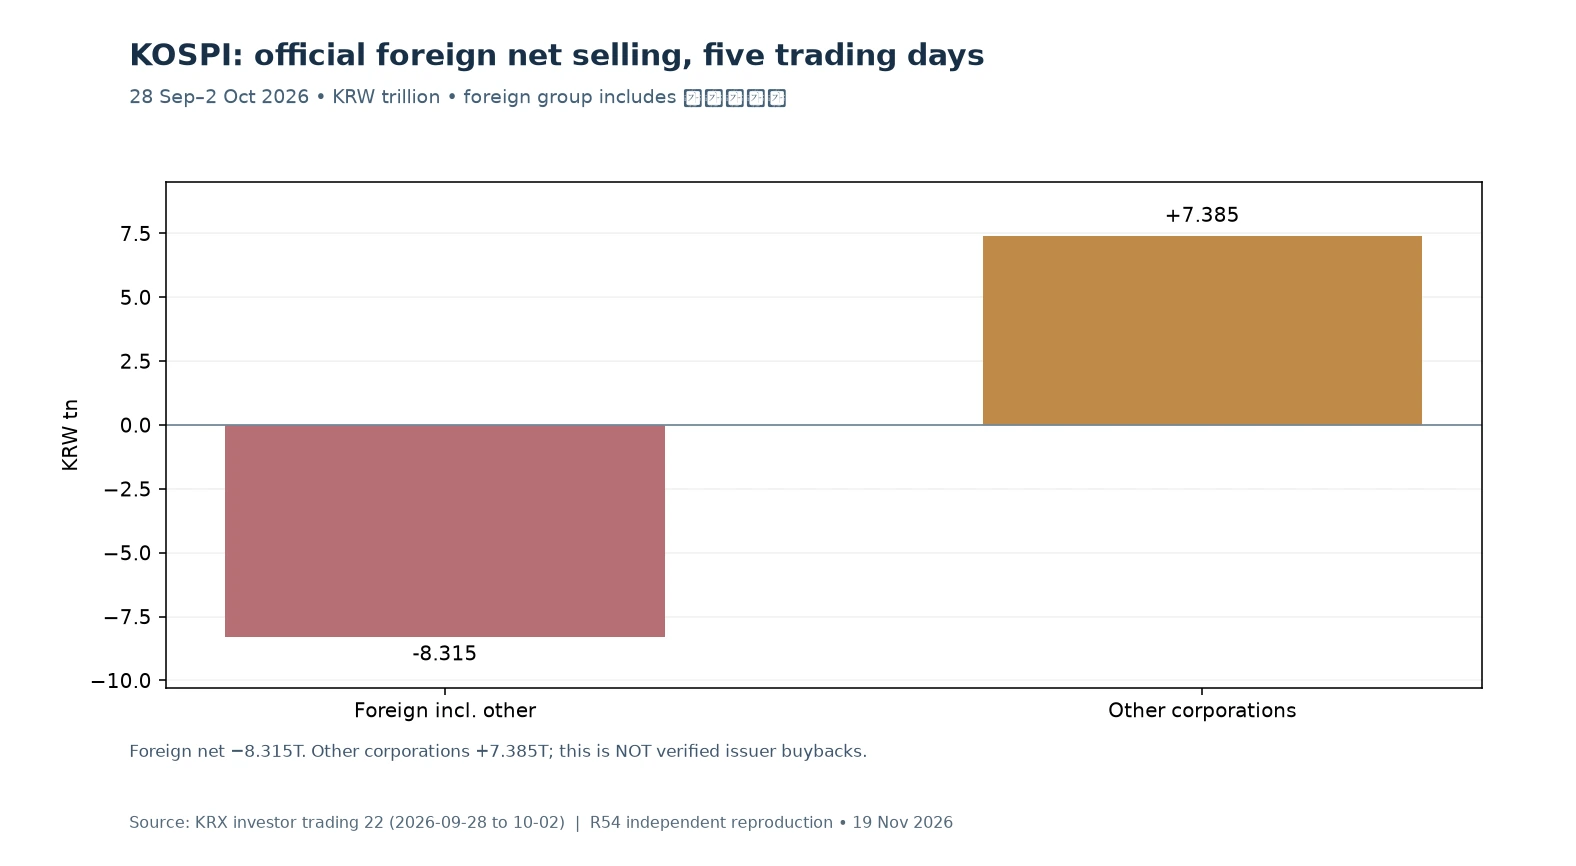 KOSPI: official foreign net selling, five trading days
28 Sep–2 Oct 2026 • KRW trillion • foreign group includes
+7.385
7.5
5.0
2.5
0.0
−2.5
−5.0
−7.5
−10.0
KRW tn
-8.315
Foreign incl. other
Other corporations
Foreign net −8.315T. Other corporations +7.385T; this is NOT verified issuer buybacks.
Source: KRX investor trading 22 (2026-09-28 to 10-02) | R54 independent reproduction • 19 Nov 2026